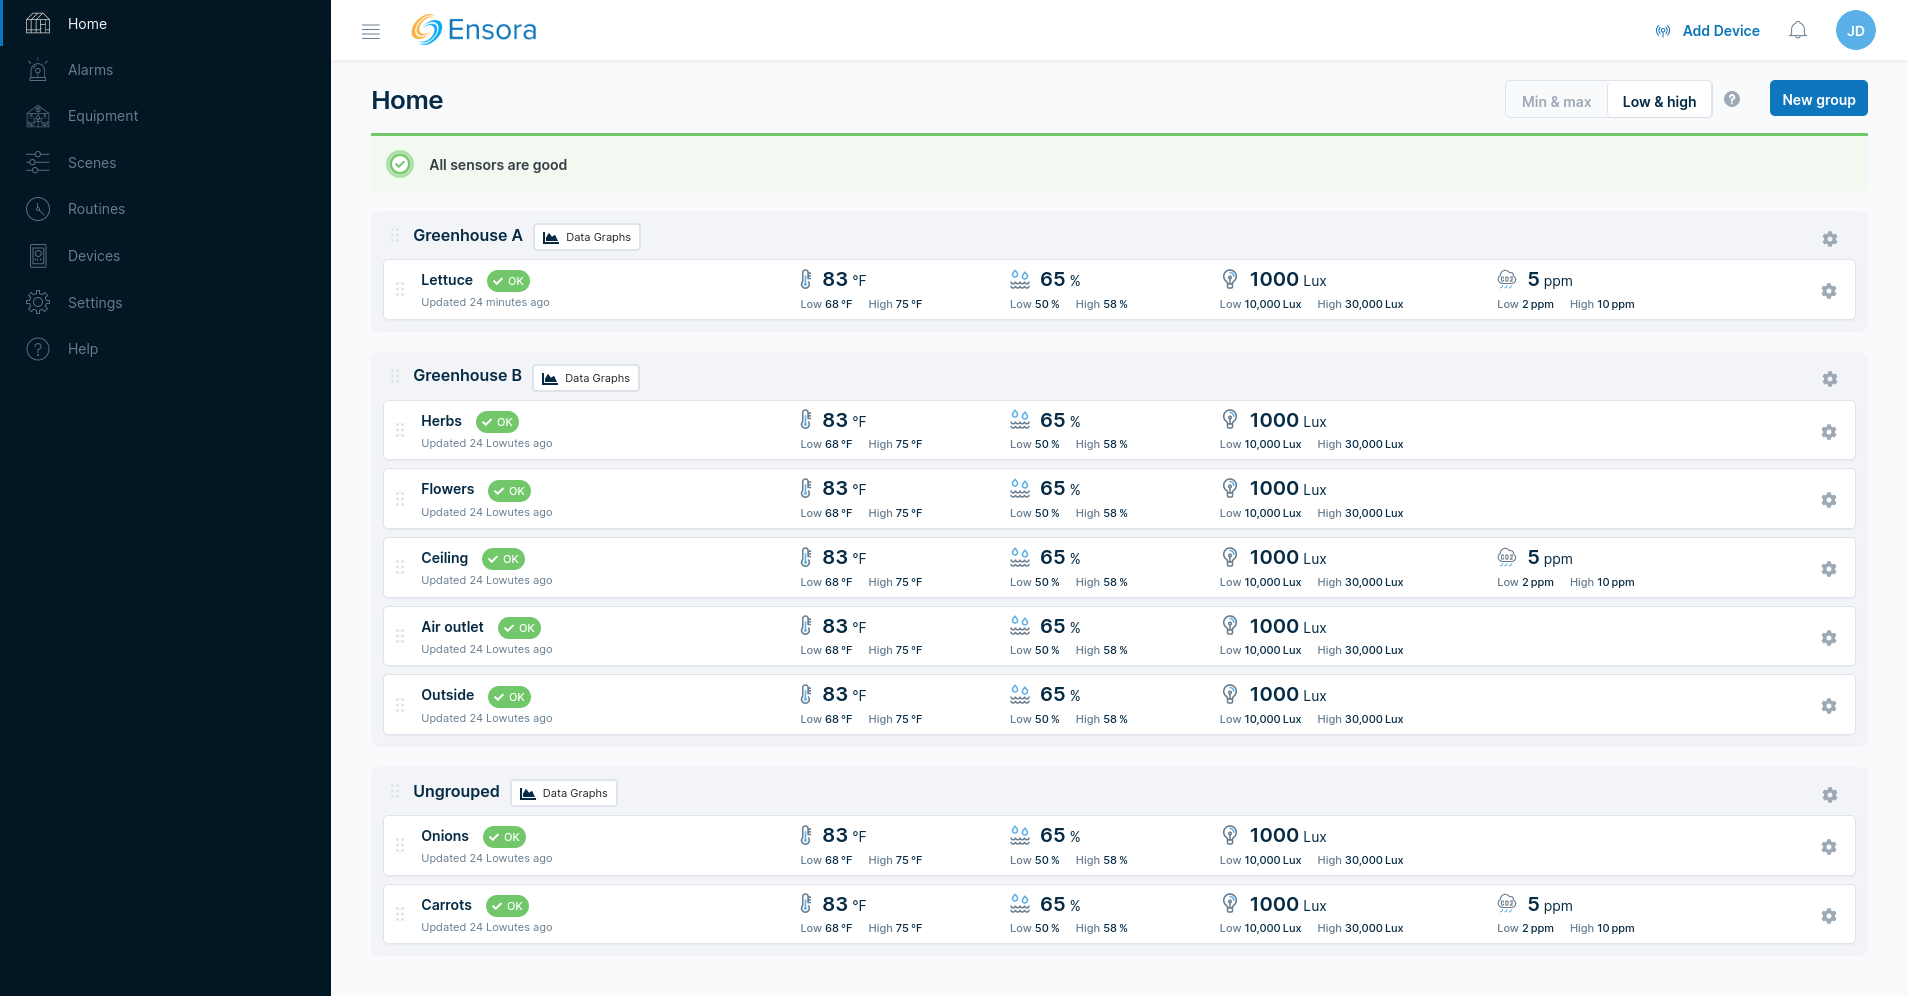 Home
Alarms
Equipment
Scenes
Routines
Devices
Settings
Help
Ensora
Add Device
JD
Home
Min & max
Low & high
?
New group
All sensors are good
Greenhouse A Data Graphs
Lettuce OK 83 °F 65 % 1000 Lux CO2 5 ppm
Updated 24 minutes ago Low 68 °F High 75 °F Low 50 % High 58 % Low 10,000 Lux High 30,000 Lux Low 2 ppm High 10 ppm
Greenhouse B Data Graphs
Herbs OK 83 °F 65 % 1000 Lux
Updated 24 Lowutes ago Low 68 °F High 75 °F Low 50 % High 58 % Low 10,000 Lux High 30,000 Lux
Flowers OK 83 °F 65 % 1000 Lux
Updated 24 Lowutes ago Low 68 °F High 75 °F Low 50 % High 58 % Low 10,000 Lux High 30,000 Lux
Ceiling OK 83 °F 65 % 1000 Lux CO2 5 ppm
Updated 24 Lowutes ago Low 68 °F High 75 °F Low 50 % High 58 % Low 10,000 Lux High 30,000 Lux Low 2 ppm High 10 ppm
Air outlet OK 83 °F 65 % 1000 Lux
Updated 24 Lowutes ago Low 68 °F High 75 °F Low 50 % High 58 % Low 10,000 Lux High 30,000 Lux
Outside OK 83 °F 65 % 1000 Lux
Updated 24 Lowutes ago Low 68 °F High 75 °F Low 50 % High 58 % Low 10,000 Lux High 30,000 Lux
Ungrouped Data Graphs
Onions OK 83 °F 65 % 1000 Lux
Updated 24 Lowutes ago Low 68 °F High 75 °F Low 50 % High 58 % Low 10,000 Lux High 30,000 Lux
Carrots OK 83 °F 65 % 1000 Lux CO2 5 ppm
Updated 24 Lowutes ago Low 68 °F High 75 °F Low 50 % High 58 % Low 10,000 Lux High 30,000 Lux Low 2 ppm High 10 ppm